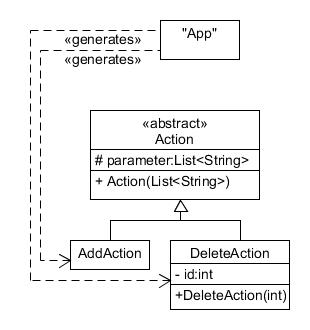 "App"
«generates»
«generates»
«abstract»
Action
# parameter:List<String>
+ Action(List<String>)
AddAction
DeleteAction
- id:int
+DeleteAction(int)